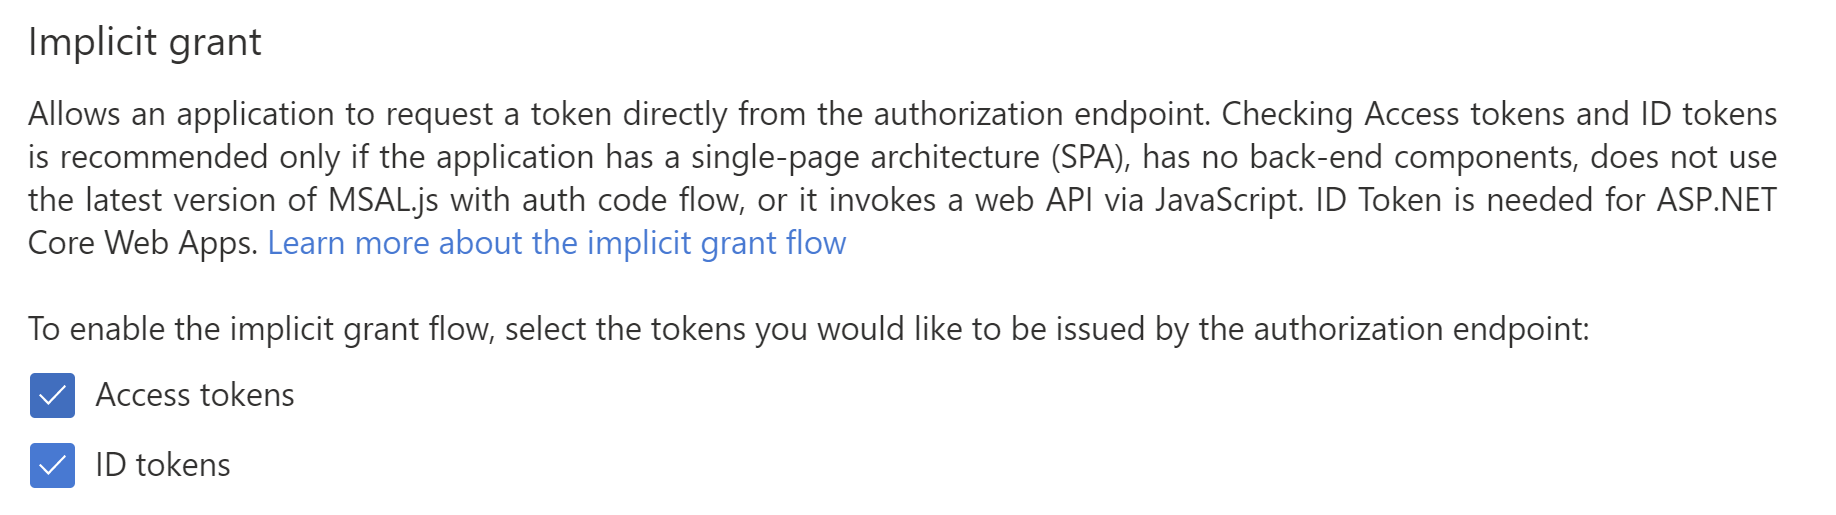 Implicit grant
Allows an application to request a token directly from the authorization endpoint. Checking Access tokens and ID tokens
is recommended only if the application has a single-page architecture (SPA), has no back-end components, does not use
the latest version of MSAL.js with auth code flow, or it invokes a web API via JavaScript. ID Token is needed for ASP.NET
Core Web Apps. Learn more about the implicit grant flow
To enable the implicit grant flow, select the tokens you would like to be issued by the authorization endpoint:
Access tokens
ID tokens